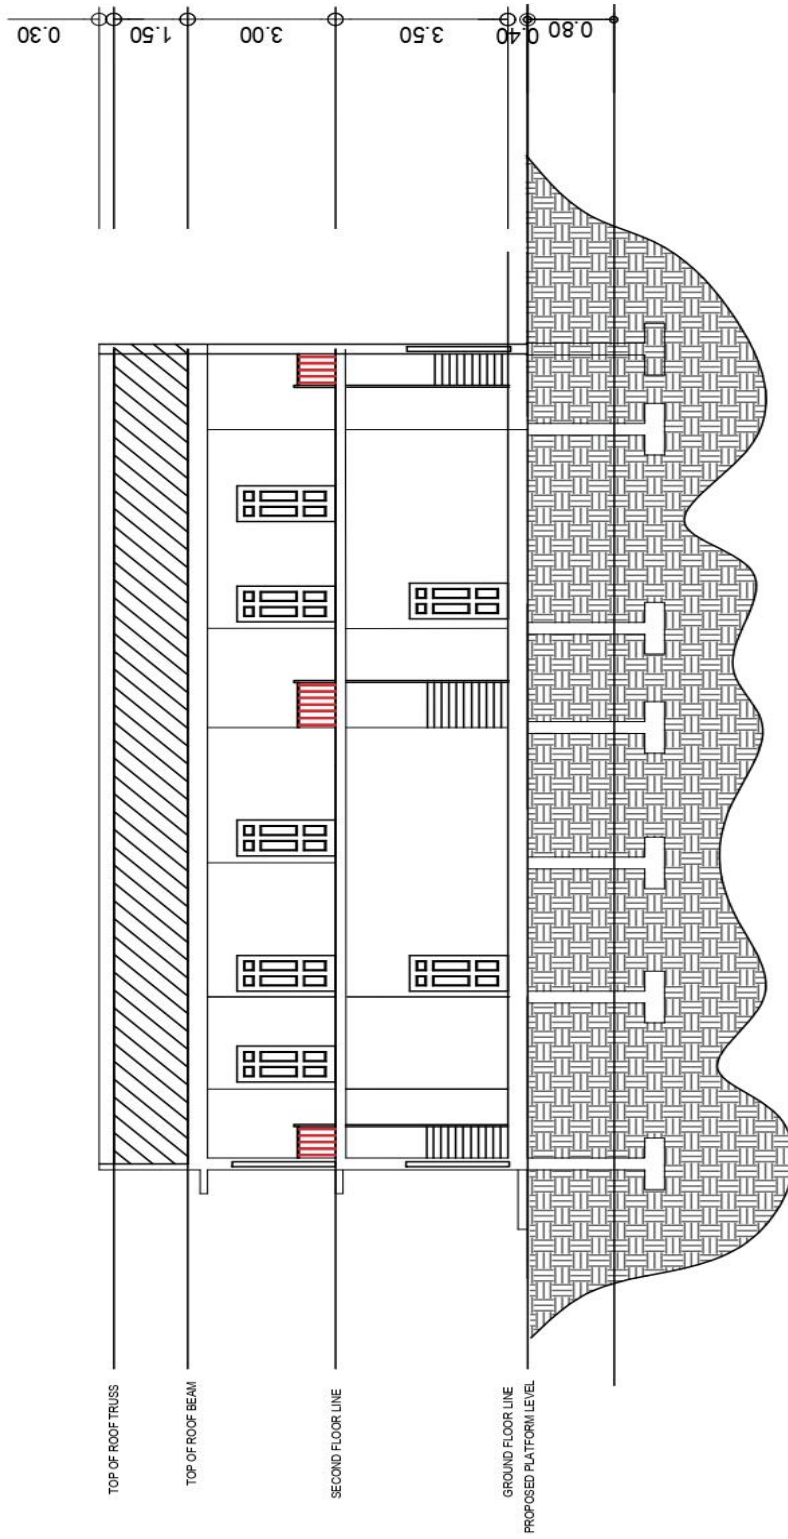 0.30
1.50
3.00
3.50
0.40
0.80
TOP OF ROOF TRUSS
TOP OF ROOF BEAM
SECOND FLOOR LINE
GROUND FLOOR LINE
PROPOSED PLATFORM LEVEL